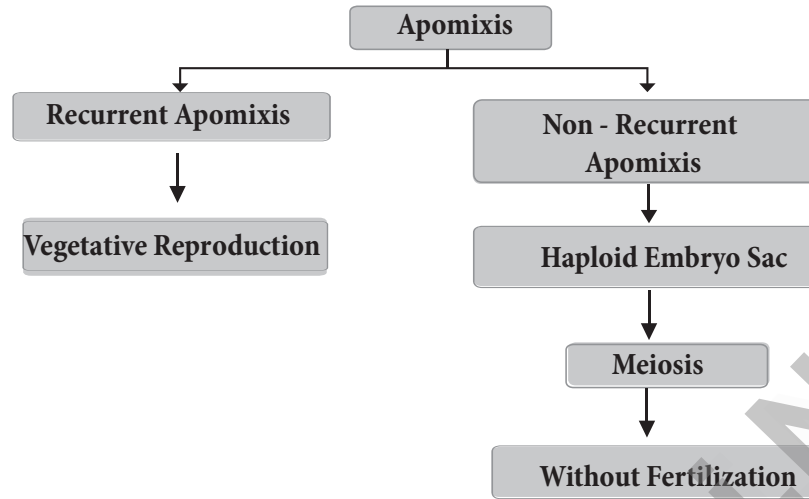 Apomixis
Recurrent Apomixis
Non - Recurrent
Apomixis
Vegetative Reproduction
Haploid Embryo Sac
Meiosis
Without Fertilization